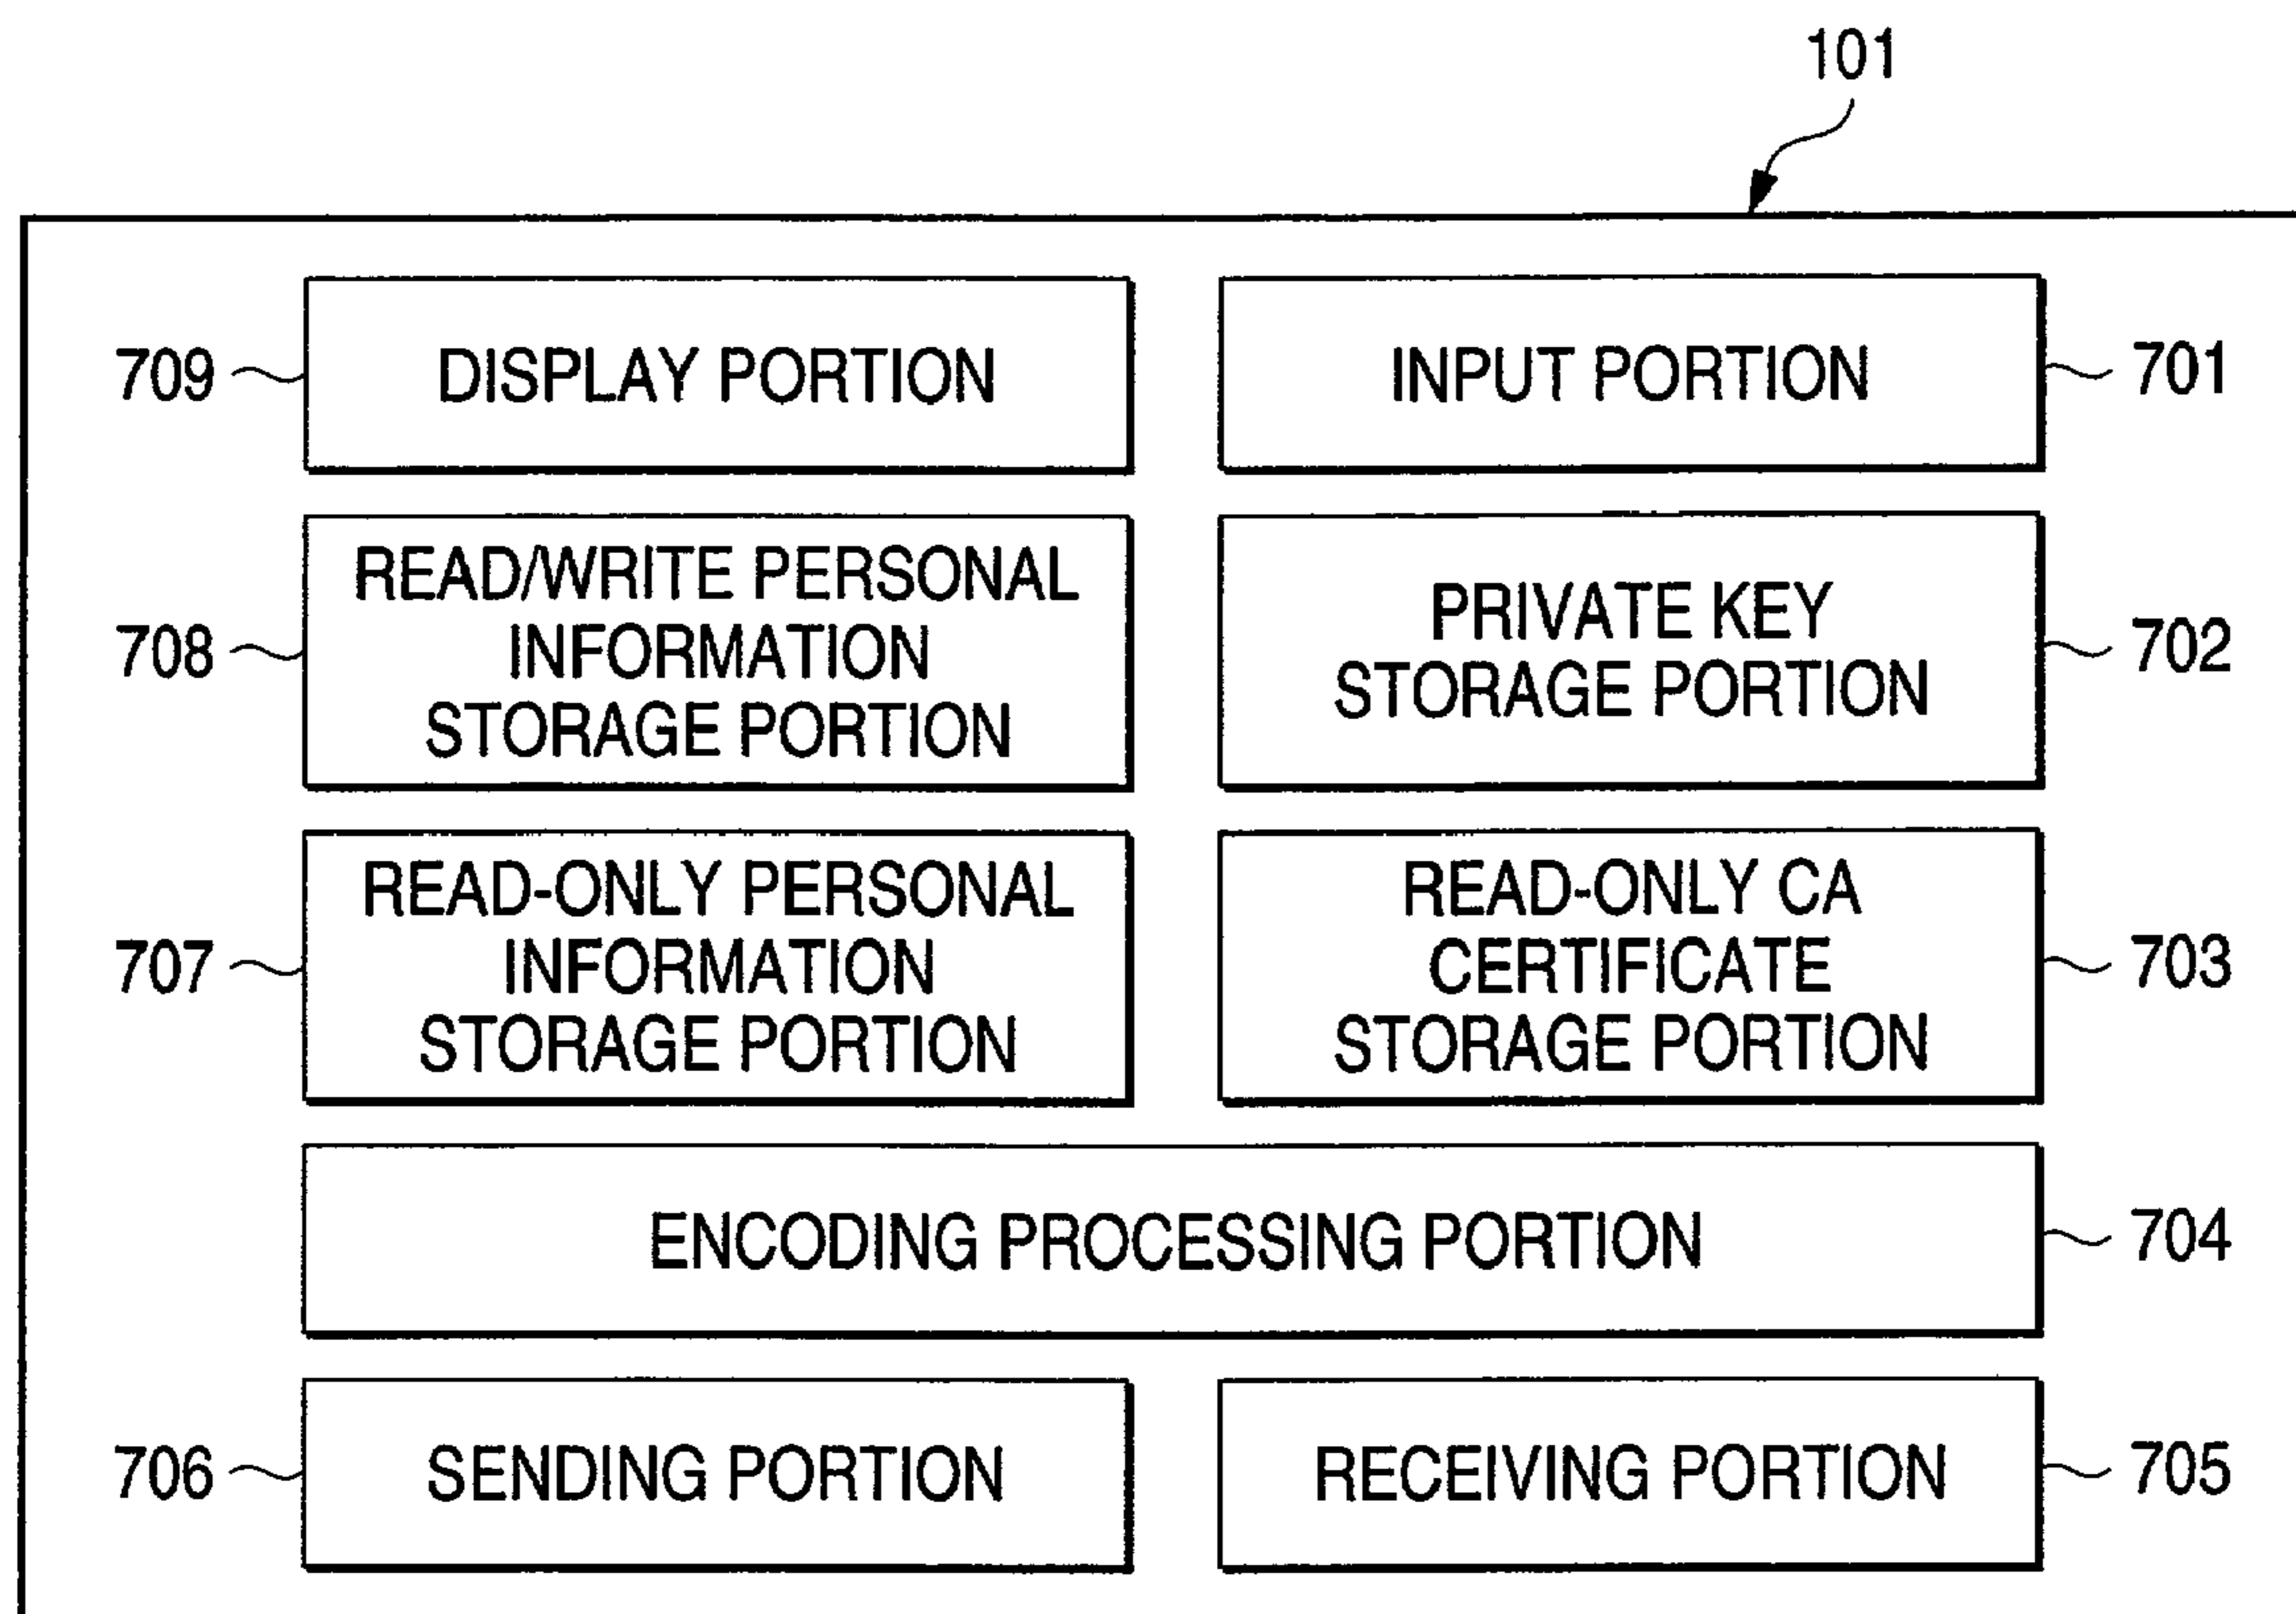 101
709
DISPLAY PORTION
INPUT PORTION
701
708
READ/WRITE PERSONAL
INFORMATION
STORAGE PORTION
PRIVATE KEY
STORAGE PORTION
702
707
READ-ONLY PERSONAL
INFORMATION
STORAGE PORTION
READ-ONLY CA
CERTIFICATE
STORAGE PORTION
703
ENCODING PROCESSING PORTION
704
706
SENDING PORTION
RECEIVING PORTION
705